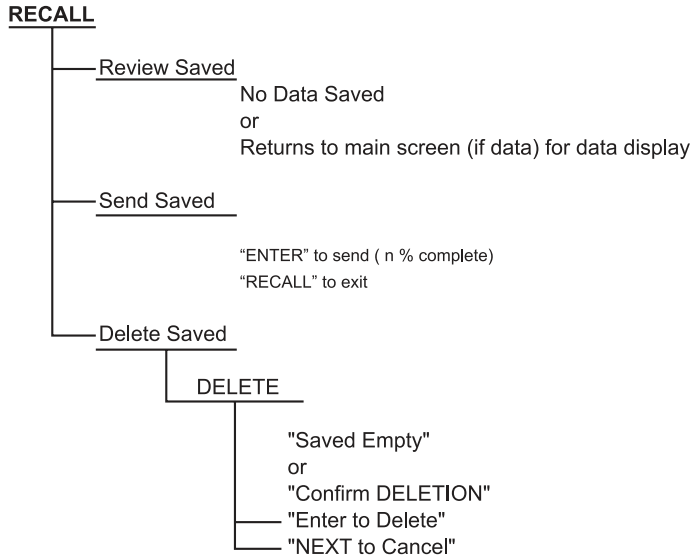 RECALL
Review Saved
No Data Saved
or
Returns to main screen (if data) for data display
Send Saved
“ENTER” to send ( n % complete)
“RECALL” to exit
Delete Saved
DELETE
"Saved Empty"
or
"Confirm DELETION"
"Enter to Delete"
"NEXT to Cancel"